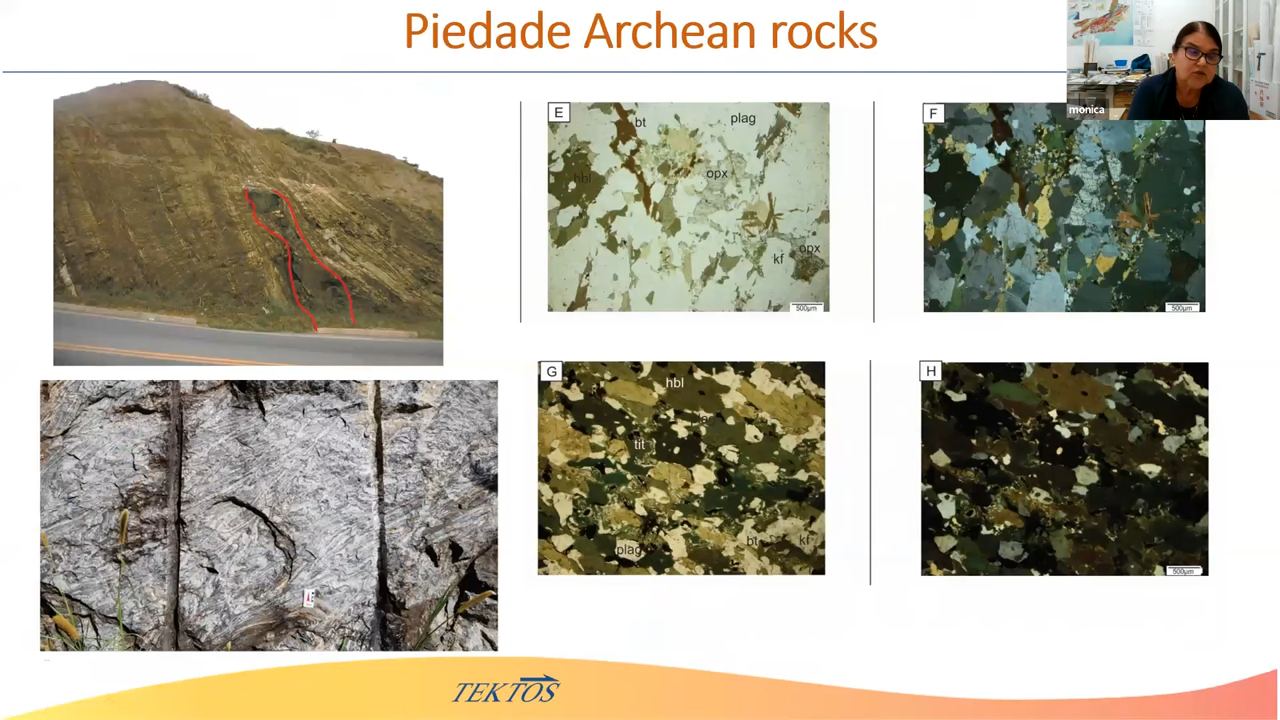 Piedade Archean rocks
monica
E
bt
plag
hbl
opx
opx
kf
500µm
F
500µm
G
hbl
tit
plag
bt
kf
H
500µm
TEKTOS